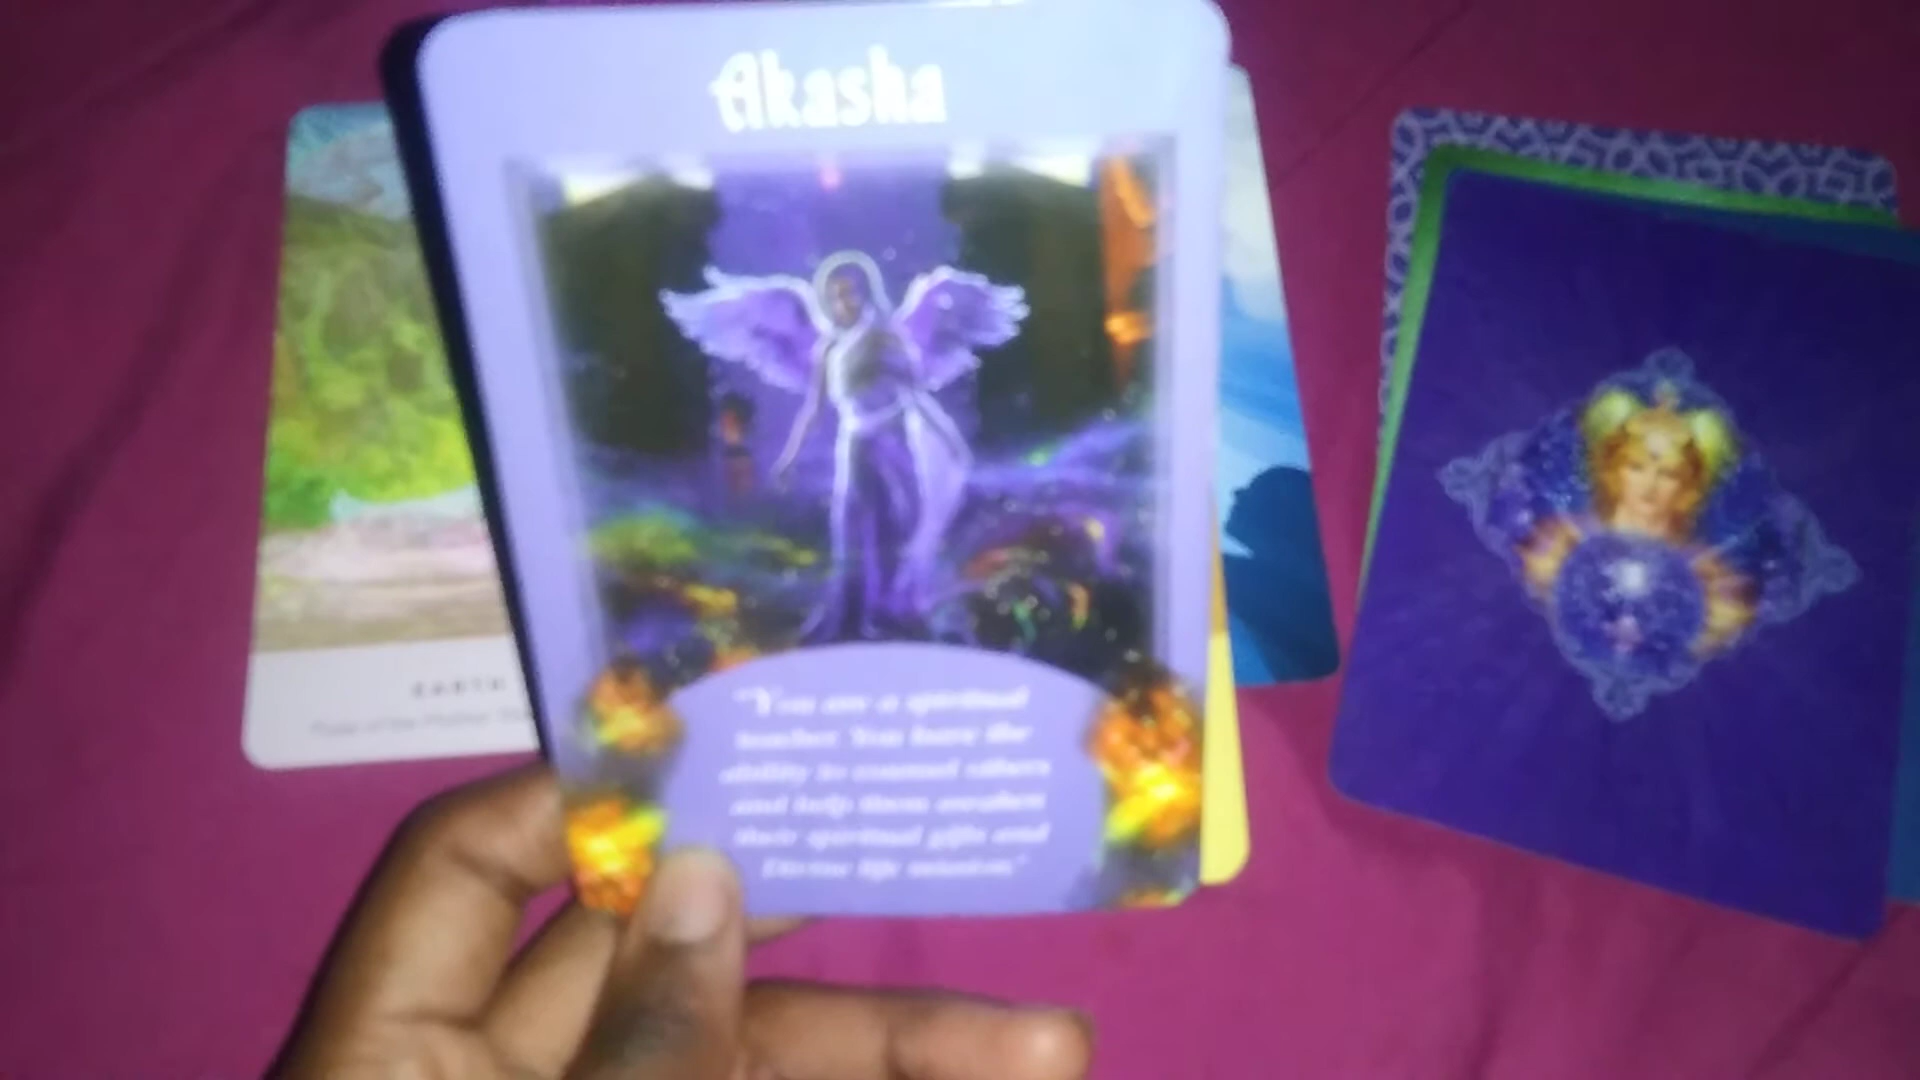 Akasha
"You are a spiritual
teacher. You have the
ability to counsel others
and help them awaken
their spiritual gifts and
Divine life mission."
EARTH